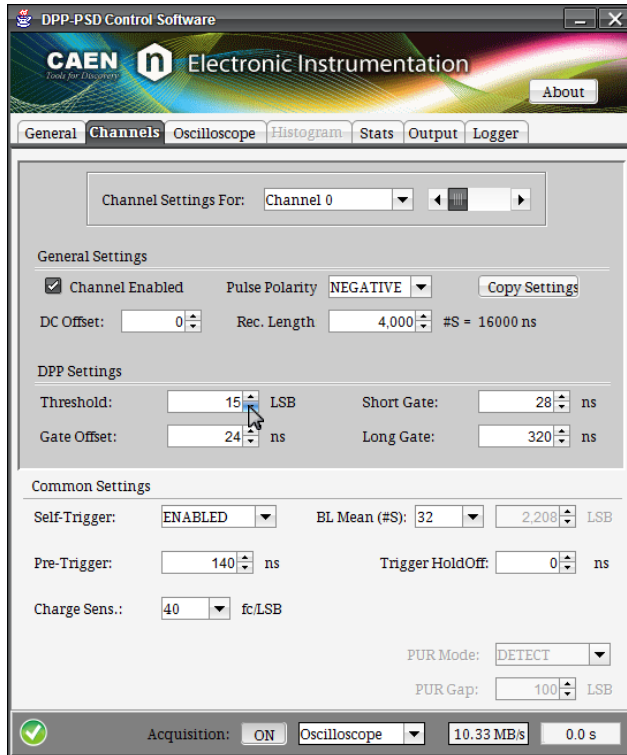 DPP-PSD Control Software
CAEN n Electronic Instrumentation
Tools for Discovery
About
General Channels Oscilloscope Histogram Stats Output Logger
Channel Settings For: Channel 0
General Settings
Channel Enabled Pulse Polarity NEGATIVE Copy Settings
DC Offset: 0 Rec. Length 4,000 #S = 16000 ns
DPP Settings
Threshold: 15 LSB Short Gate: 28 ns
Gate Offset: 24 ns Long Gate: 320 ns
Common Settings
Self-Trigger: ENABLED BL Mean (#S): 32 2,208 LSB
Pre-Trigger: 140 ns Trigger HoldOff: 0 ns
Charge Sens.: 40 fc/LSB
PUR Mode: DETECT
PUR Gap: 100 LSB
Acquisition: ON Oscilloscope 10.33 MB/s 0.0 s